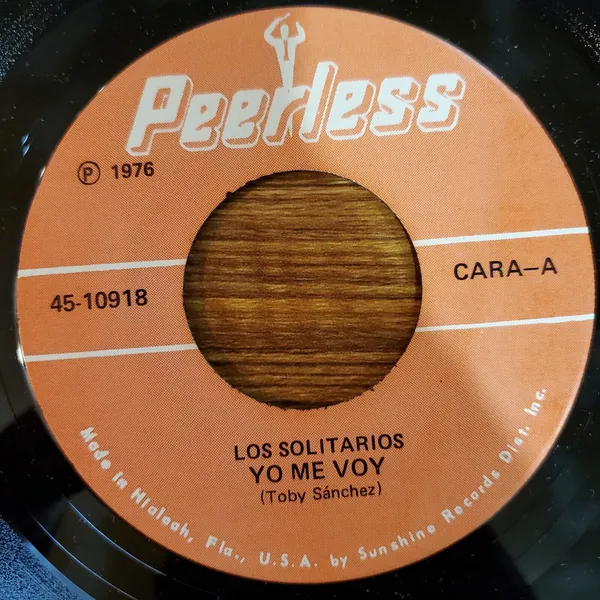 Peerless
Ⓟ 1976
CARA-A
45-10918
LOS SOLITARIOS
YO ME VOY
(Toby Sánchez)
Made in Hialeah, Fla., U.S.A. by Sunshine Records Dist. Inc.